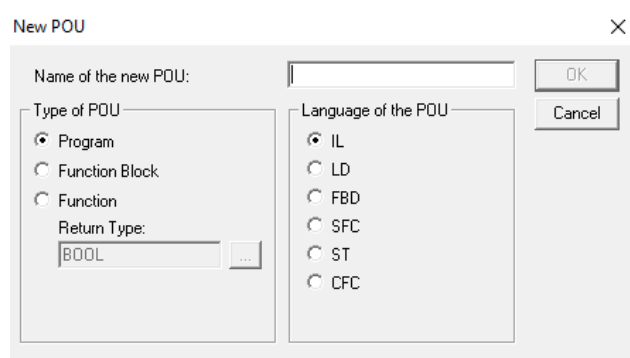 New POU
Name of the new POU:
OK
Cancel
Type of POU
Program
Function Block
Function
Return Type:
BOOL
...
Language of the POU
IL
LD
FBD
SFC
ST
CFC